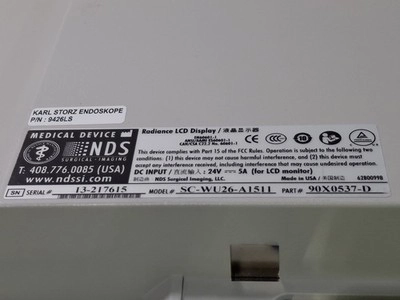 KARL STORZ ENDOSKOPE
P/N : 9426LS
MEDICAL DEVICE
NDS
SURGICAL · IMAGING
T: 408.776.0085 (USA)
www.ndssi.com
Radiance LCD Display / 液晶显示器
This device complies with Part 15 of the FCC Rules. Operation is subject to the following two
conditions: (1) this device may not cause harmful interference, and (2) this device must accept any
interference received, including interference that may cause undesired operation.
DC INPUT / 直流输入 : 24V ⎓ 5A (for LCD monitor)
NDS Surgical Imaging, LLC. Made in USA / 美国制造 62B0099B
SN SERIAL# 13-217615 MODEL# SC-WU26-A1511 PART# 90X0537-D